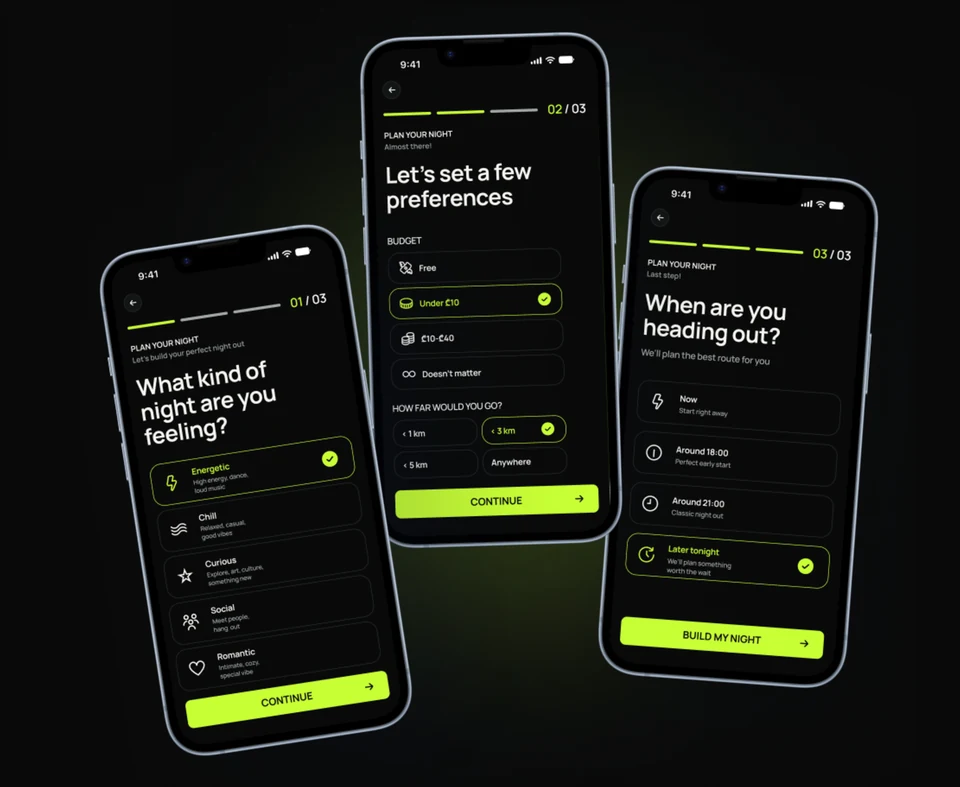 9:41
01 / 03
PLAN YOUR NIGHT
Let's build your perfect night out
What kind of
night are you
feeling?
Energetic
High energy, dance,
loud music
Chill
Relaxed, casual,
good vibes
Curious
Explore, art, culture,
something new
Social
Meet people,
hang out
Romantic
Intimate, cozy,
special vibe
CONTINUE
9:41
02 / 03
PLAN YOUR NIGHT
Almost there!
Let's set a few
preferences
BUDGET
Free
Under ₾10
₾10-₾40
Doesn't matter
HOW FAR WOULD YOU GO?
< 1 km
< 3 km
< 5 km
Anywhere
CONTINUE
9:41
03 / 03
PLAN YOUR NIGHT
Last step!
When are you
heading out?
We'll plan the best route for you
Now
Start right away
Around 18:00
Perfect early start
Around 21:00
Classic night out
Later tonight
We'll plan something
worth the wait
BUILD MY NIGHT